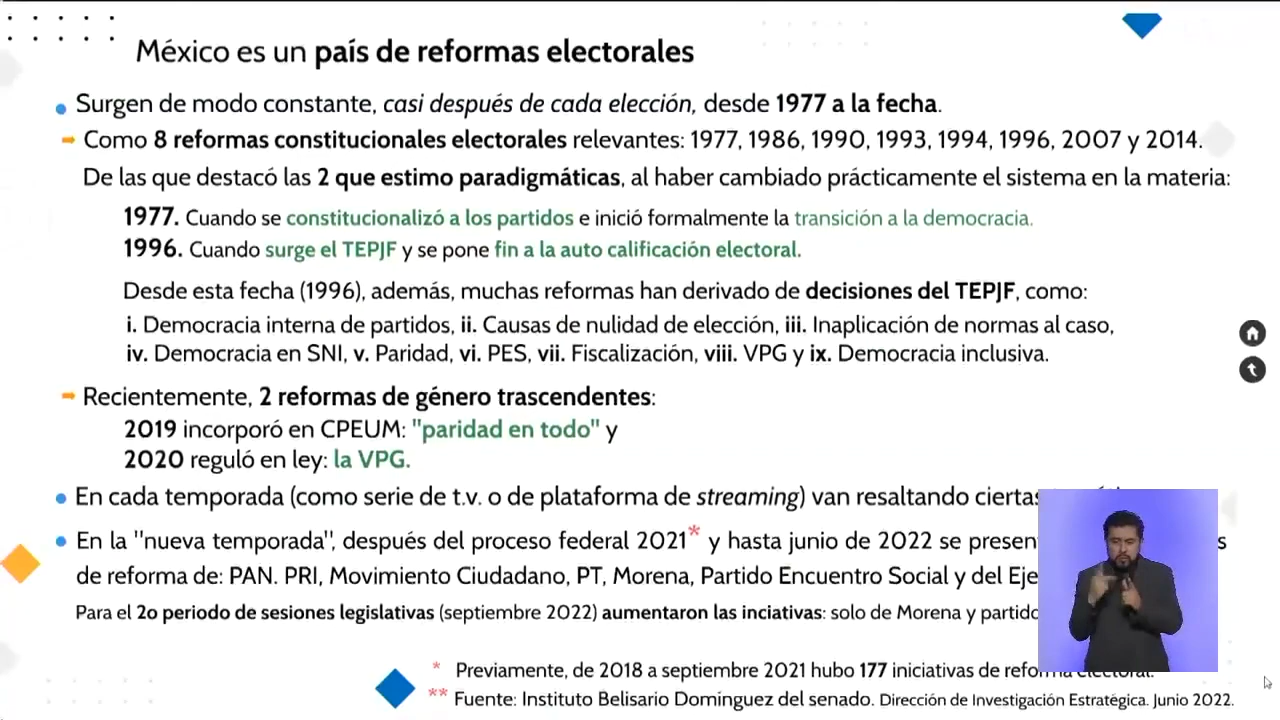 México es un país de reformas electorales
Surgen de modo constante, casi después de cada elección, desde 1977 a la fecha.
Como 8 reformas constitucionales electorales relevantes: 1977, 1986, 1990, 1993, 1994, 1996, 2007 y 2014.
De las que destacó las 2 que estimo paradigmáticas, al haber cambiado prácticamente el sistema en la materia:
1977. Cuando se constitucionalizó a los partidos e inició formalmente la transición a la democracia.
1996. Cuando surge el TEPJF y se pone fin a la auto calificación electoral.
Desde esta fecha (1996), además, muchas reformas han derivado de decisiones del TEPJF, como:
i. Democracia interna de partidos, ii. Causas de nulidad de elección, iii. Inaplicación de normas al caso,
iv. Democracia en SNI, v. Paridad, vi. PES, vii. Fiscalización, viii. VPG y ix. Democracia inclusiva.
Recientemente, 2 reformas de género trascendentes:
2019 incorporó en CPEUM: "paridad en todo" y
2020 reguló en ley: la VPG.
En cada temporada (como serie de t.v. o de plataforma de streaming) van resaltando ciertas
En la "nueva temporada", después del proceso federal 2021* y hasta junio de 2022 se
de reforma de: PAN. PRI, Movimiento Ciudadano, PT, Morena, Partido Encuentro Social y del
Para el 2o periodo de sesiones legislativas (septiembre 2022) aumentaron las inciativas: solo de Morena y
* Previamente, de 2018 a septiembre 2021 hubo 177 iniciativas de reforma electoral.
** Fuente: Instituto Belisario Domínguez del senado. Dirección de Investigación Estratégica. Junio 2022.